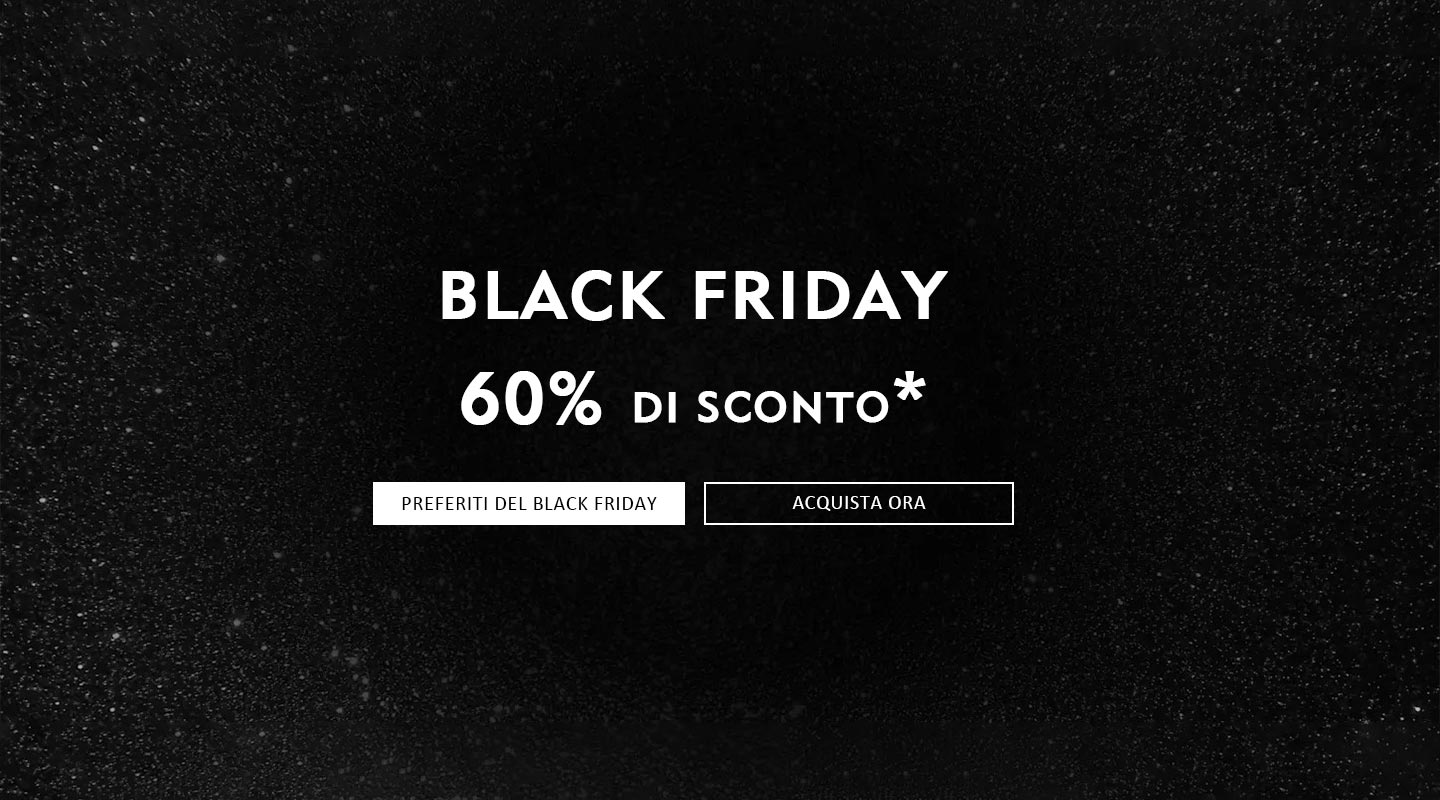 BLACK FRIDAY
60% DI SCONTO*
PREFERITI DEL BLACK FRIDAY
ACQUISTA ORA